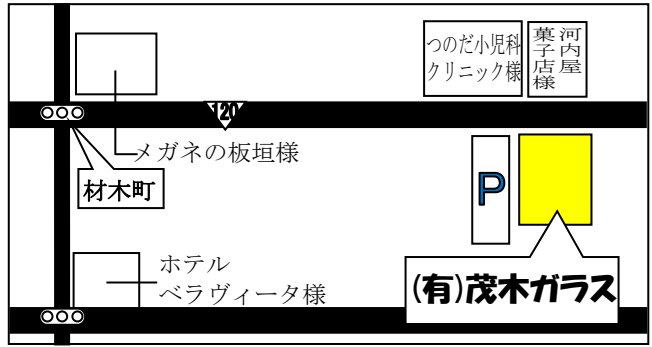 つのだ小児科
クリニック様
河内屋
菓子店様
120
メガネの板垣様
材木町
P
ホテル
ベラヴィータ様
(有)茂木ガラス